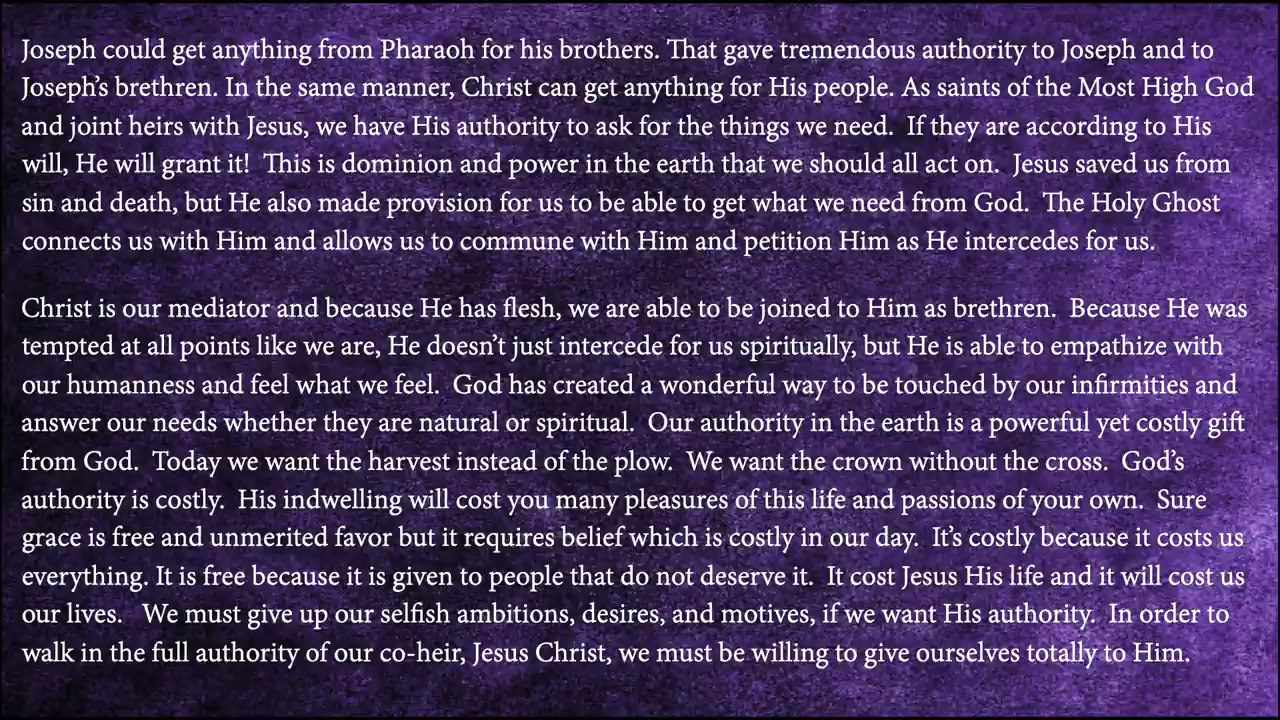 Joseph could get anything from Pharaoh for his brothers. That gave tremendous authority to Joseph and to
Joseph’s brethren. In the same manner, Christ can get anything for His people. As saints of the Most High God
and joint heirs with Jesus, we have His authority to ask for the things we need.  If they are according to His
will, He will grant it!  This is dominion and power in the earth that we should all act on.  Jesus saved us from
sin and death, but He also made provision for us to be able to get what we need from God.  The Holy Ghost
connects us with Him and allows us to commune with Him and petition Him as He intercedes for us.

Christ is our mediator and because He has flesh, we are able to be joined to Him as brethren.  Because He was
tempted at all points like we are, He doesn’t just intercede for us spiritually, but He is able to empathize with
our humanness and feel what we feel.  God has created a wonderful way to be touched by our infirmities and
answer our needs whether they are natural or spiritual.  Our authority in the earth is a powerful yet costly gift
from God.  Today we want the harvest instead of the plow.  We want the crown without the cross.  God’s
authority is costly.  His indwelling will cost you many pleasures of this life and passions of your own.  Sure
grace is free and unmerited favor but it requires belief which is costly in our day.  It’s costly because it costs us
everything. It is free because it is given to people that do not deserve it.  It cost Jesus His life and it will cost us
our lives.   We must give up our selfish ambitions, desires, and motives, if we want His authority.  In order to
walk in the full authority of our co-heir, Jesus Christ, we must be willing to give ourselves totally to Him.